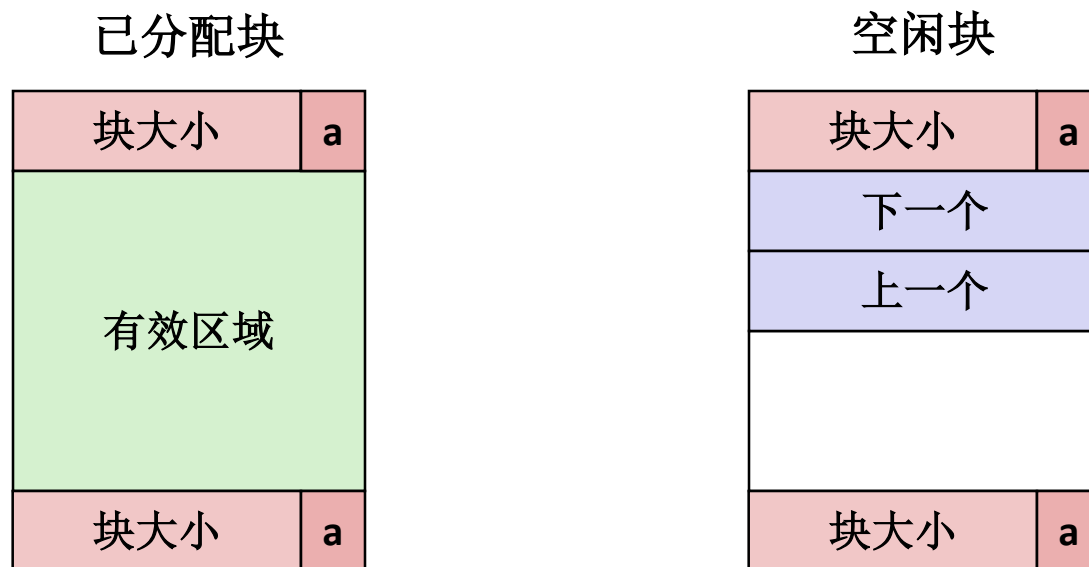 已分配块
块大小 a
有效区域
块大小 a
空闲块
块大小 a
下一个
上一个
块大小 a